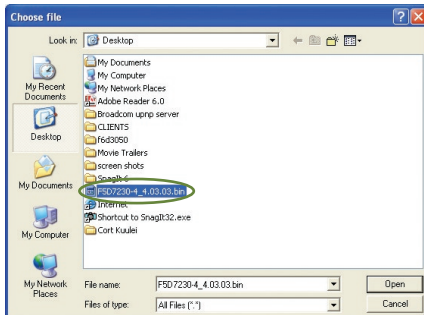 Choose file
Look in: Desktop
My Recent
Documents
Desktop
My Documents
My Computer
My Network
Places
My Documents
My Computer
My Network Places
Adobe Reader 6.0
Broadcom upnp server
CLIENTS
f6d3050
Movie Trailers
screen shots
SnagIt 6
F5D7230-4_4.03.03.bin
Internet
Shortcut to SnagIt32.exe
Cort Kuulei
File name: F5D7230-4_4.03.03.bin Open
Files of type: All Files (*.*) Cancel